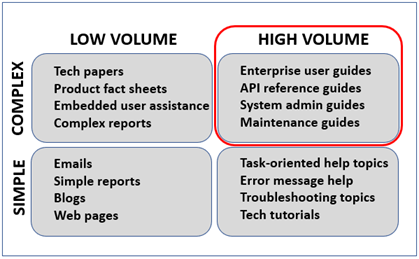 LOW VOLUME
HIGH VOLUME
COMPLEX
Tech papers
Product fact sheets
Embedded user assistance
Complex reports
Enterprise user guides
API reference guides
System admin guides
Maintenance guides
SIMPLE
Emails
Simple reports
Blogs
Web pages
Task-oriented help topics
Error message help
Troubleshooting topics
Tech tutorials